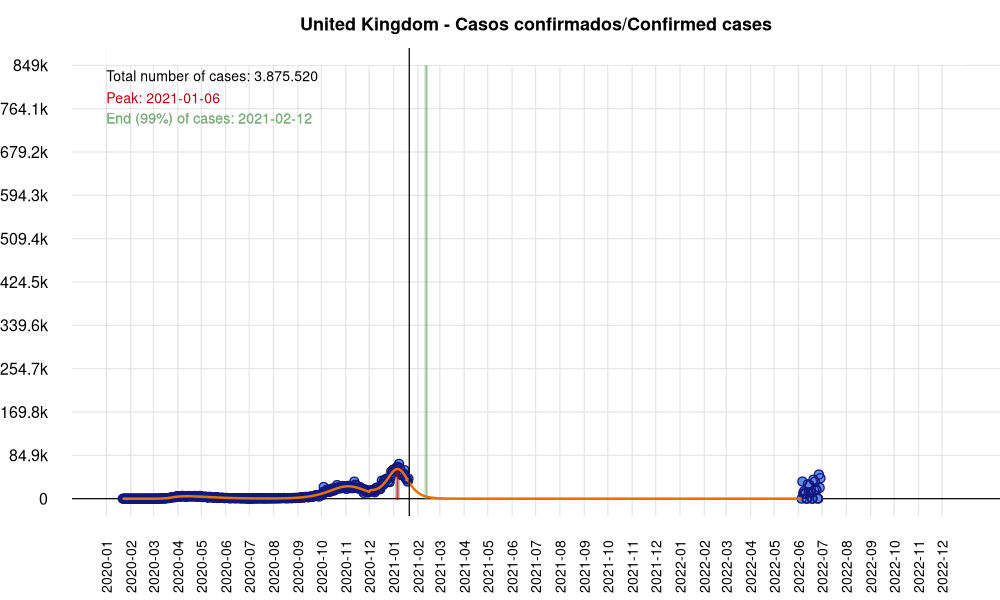 United Kingdom - Casos confirmados/Confirmed cases
849k
764.1k
679.2k
594.3k
509.4k
424.5k
339.6k
254.7k
169.8k
84.9k
0
Total number of cases: 3.875.520
Peak: 2021-01-06
End (99%) of cases: 2021-02-12
2020-01
2020-02
2020-03
2020-04
2020-05
2020-06
2020-07
2020-08
2020-09
2020-10
2020-11
2020-12
2021-01
2021-02
2021-03
2021-04
2021-05
2021-06
2021-07
2021-08
2021-09
2021-10
2021-11
2021-12
2022-01
2022-02
2022-03
2022-04
2022-05
2022-06
2022-07
2022-08
2022-09
2022-10
2022-11
2022-12